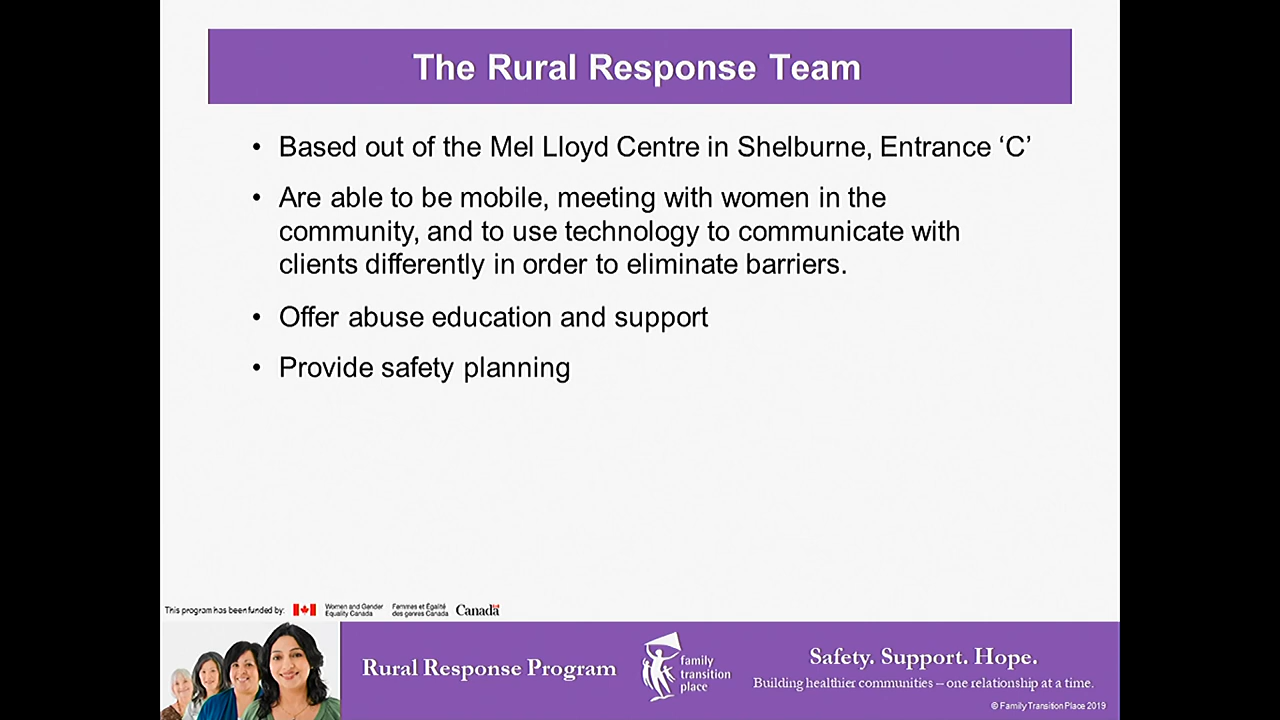 The Rural Response Team
• Based out of the Mel Lloyd Centre in Shelburne, Entrance ‘C’
• Are able to be mobile, meeting with women in the
community, and to use technology to communicate with
clients differently in order to eliminate barriers.
• Offer abuse education and support
• Provide safety planning
This program has been funded by:
Women and Gender
Equality Canada
Femmes et Égalité
des genres Canada
Canada
Rural Response Program
family
transition
place
Safety. Support. Hope.
Building healthier communities – one relationship at a time.
© Family Transition Place 2019